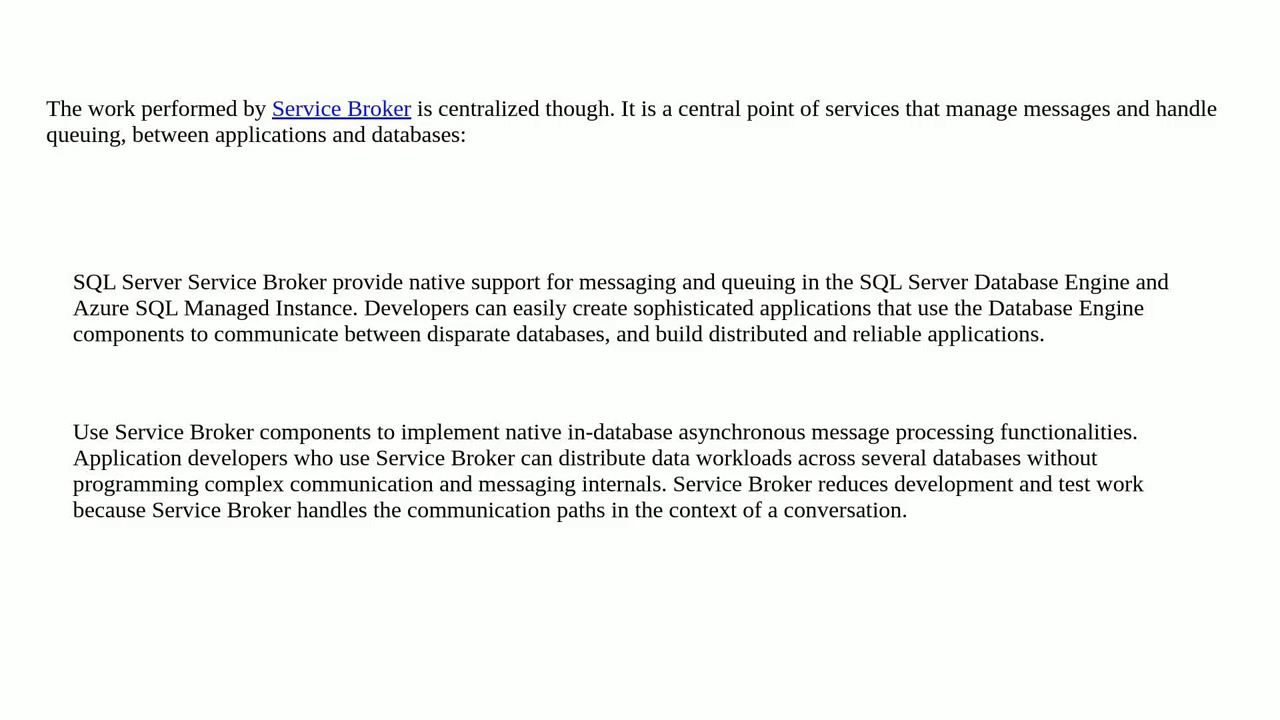 The work performed by Service Broker is centralized though. It is a central point of services that manage messages and handle
queuing, between applications and databases:
SQL Server Service Broker provide native support for messaging and queuing in the SQL Server Database Engine and
Azure SQL Managed Instance. Developers can easily create sophisticated applications that use the Database Engine
components to communicate between disparate databases, and build distributed and reliable applications.
Use Service Broker components to implement native in-database asynchronous message processing functionalities.
Application developers who use Service Broker can distribute data workloads across several databases without
programming complex communication and messaging internals. Service Broker reduces development and test work
because Service Broker handles the communication paths in the context of a conversation.